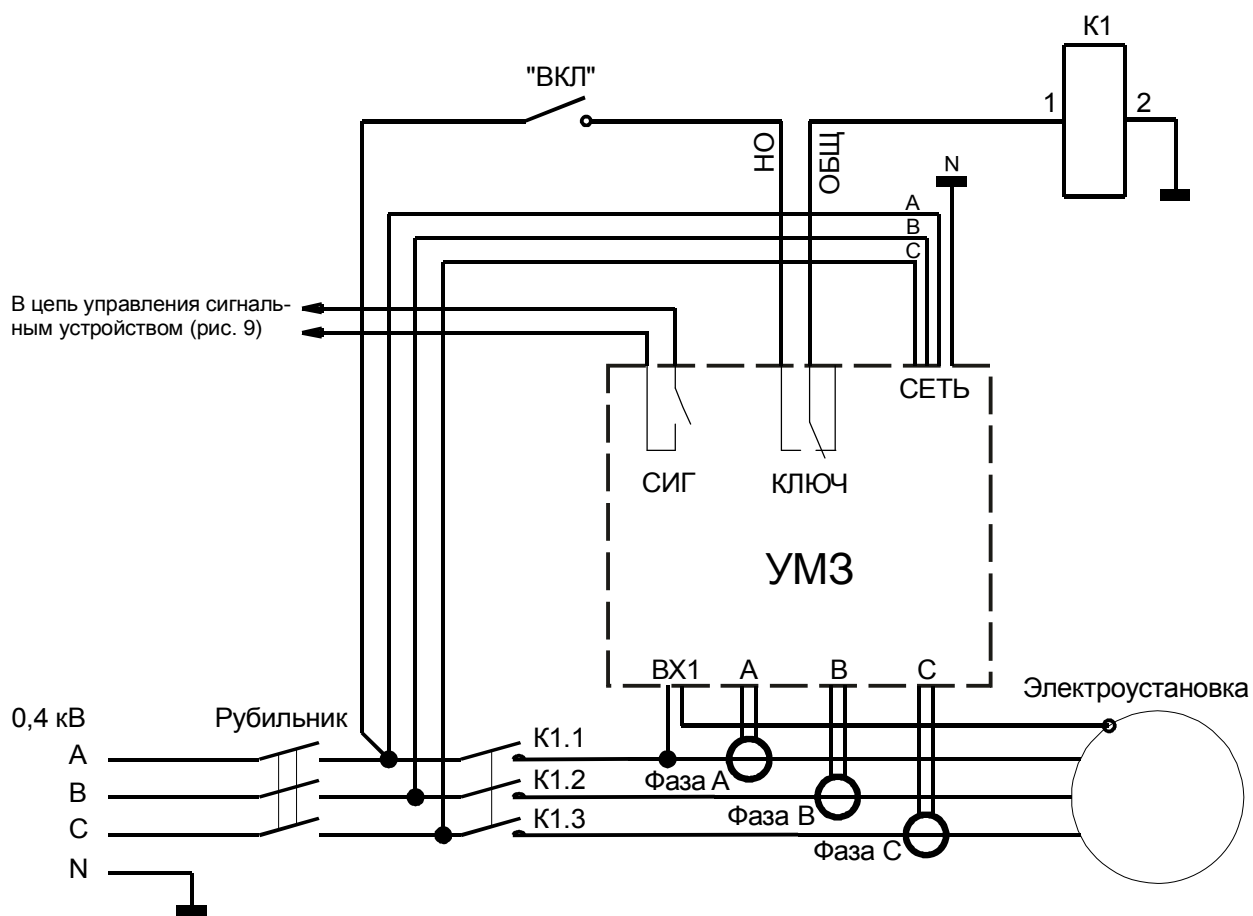 К1
"ВКЛ"
1
2
НО
ОБЩ
N
А
В
С
В цепь управления сигналь-
ным устройством (рис. 9)
СЕТЬ
СИГ
КЛЮЧ
УМЗ
ВХ1
А
В
С
Электроустановка
0,4 кВ
Рубильник
А
К1.1
Фаза А
В
К1.2
Фаза В
С
К1.3
Фаза С
N